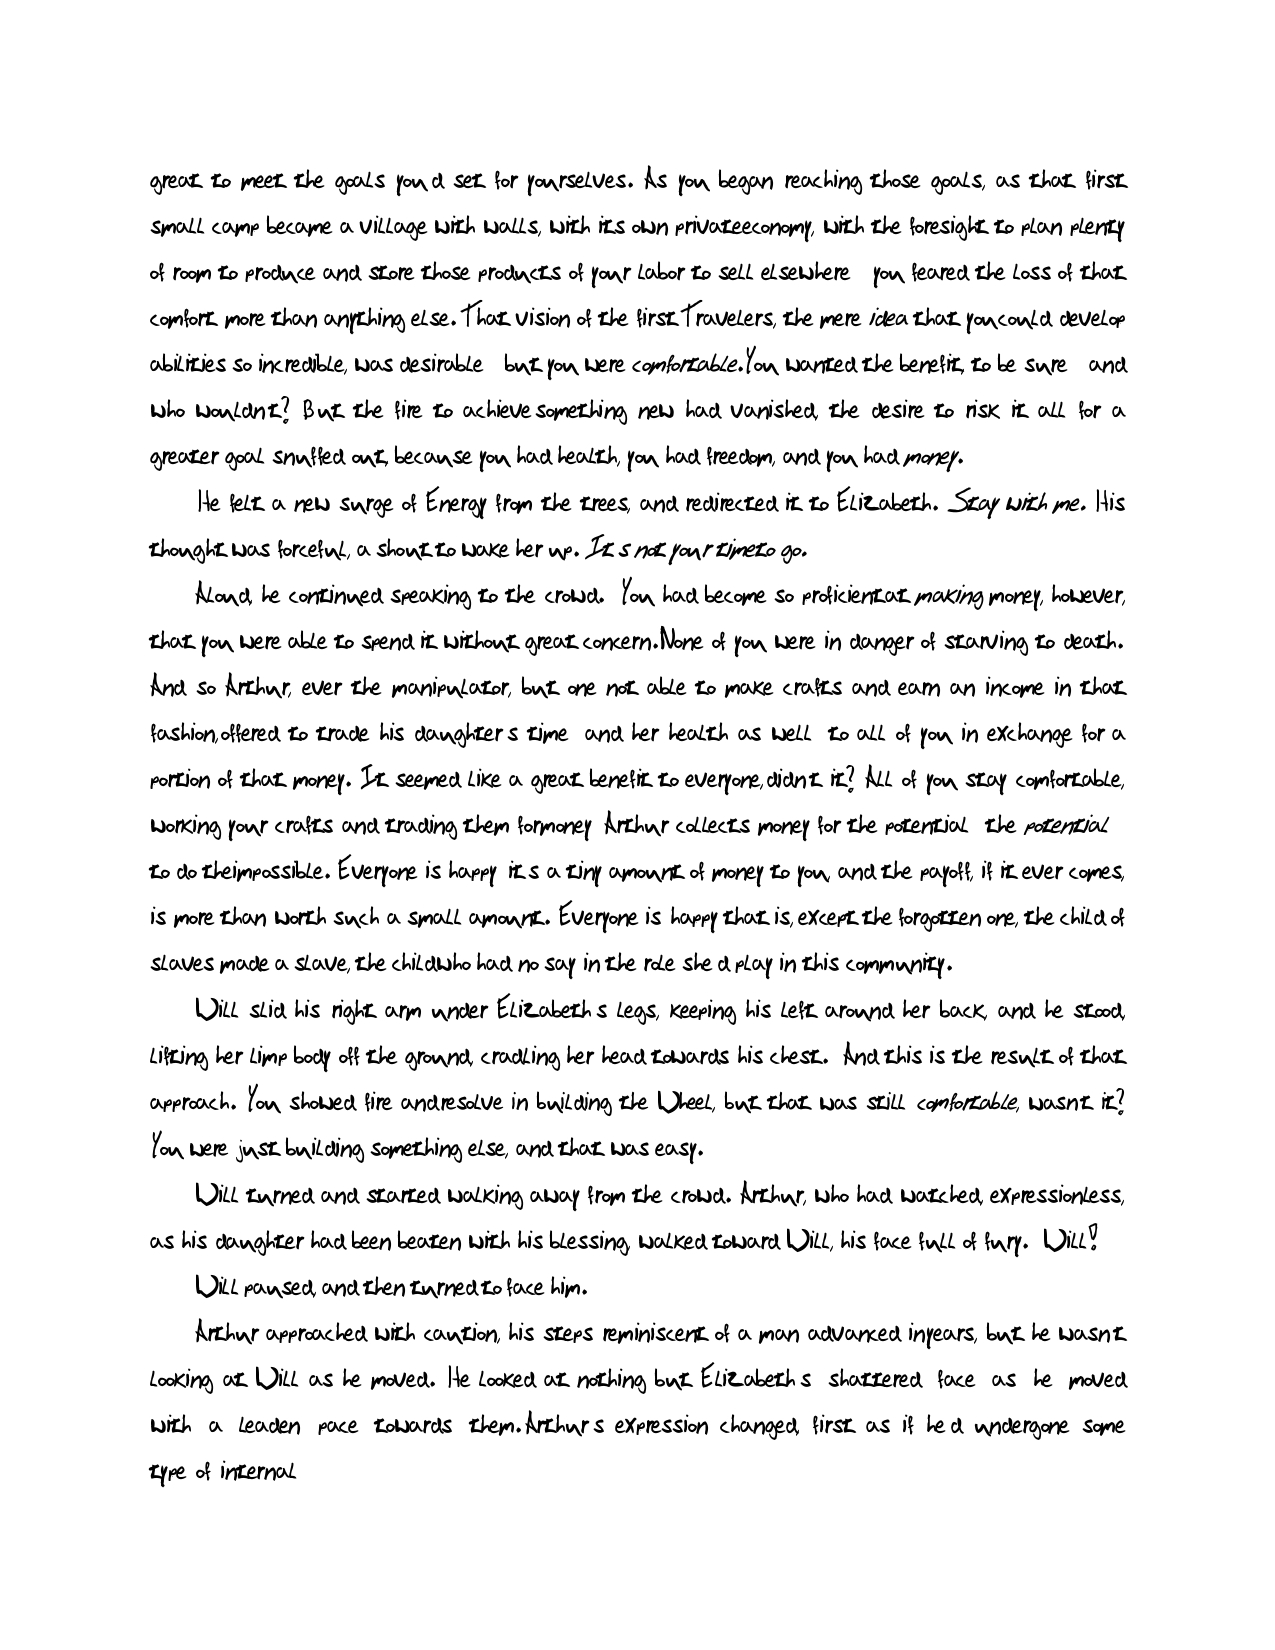 great to meet the goals you d set for yourselves. As you began reaching those goals, as that first
small camp became a village with walls, with its own privateeconomy, with the foresight to plan plenty
of room to produce and store those products of your labor to sell elsewhere you feared the loss of that
comfort more than anything else. That vision of the first Travelers, the mere idea that youcould develop
abilities so incredible, was desirable but you were comfortable. You wanted the benefit, to be sure and
who wouldnt? But the fire to achieve something new had vanished, the desire to risk it all for a
greater goal snuffed out, because you had health, you had freedom, and you had money.
He felt a new surge of Energy from the trees, and redirected it to Elizabeth. Stay with me. His
thought was forceful, a shout to wake her up. It s not your timeto go.
Aloud, he continued speaking to the crowd. You had become so proficientat making money, however,
that you were able to spend it without great concern.None of you were in danger of starving to death.
And so Arthur, ever the manipulator, but one not able to make crafts and earn an income in that
fashion,offered to trade his daughter s time and her health as well to all of you in exchange for a
portion of that money. It seemed like a great benefit to everyone,didnt it? All of you stay comfortable,
working your crafts and trading them formoney Arthur collects money for the potential the potential
to do theimpossible. Everyone is happy its a tiny amount of money to you, and the payoff, if it ever comes,
is more than worth such a small amount. Everyone is happy that is, except the forgotten one, the child of
slaves made a slave, the childwho had no say in the role she d play in this community.
Will slid his right arm under Elizabeth s legs, keeping his left around her back, and he stood,
lifting her limp body off the ground, cradling her head towards his chest. And this is the result of that
approach. You showed fire andresolve in building the Wheel, but that was still comfortable, wasnt it?
You were just building something else, and that was easy.
Will turned and started walking away from the crowd. Arthur, who had watched, expressionless,
as his daughter had been beaten with his blessing, walked toward Will, his face full of fury. Will!
Will paused, and then turned to face him.
Arthur approached with caution, his steps reminiscent of a man advanced inyears, but he wasnt
looking at Will as he moved. He looked at nothing but Elizabeth s shattered face as he moved
with a leaden pace towards them. Arthur s expression changed, first as if he d undergone some
type of internal